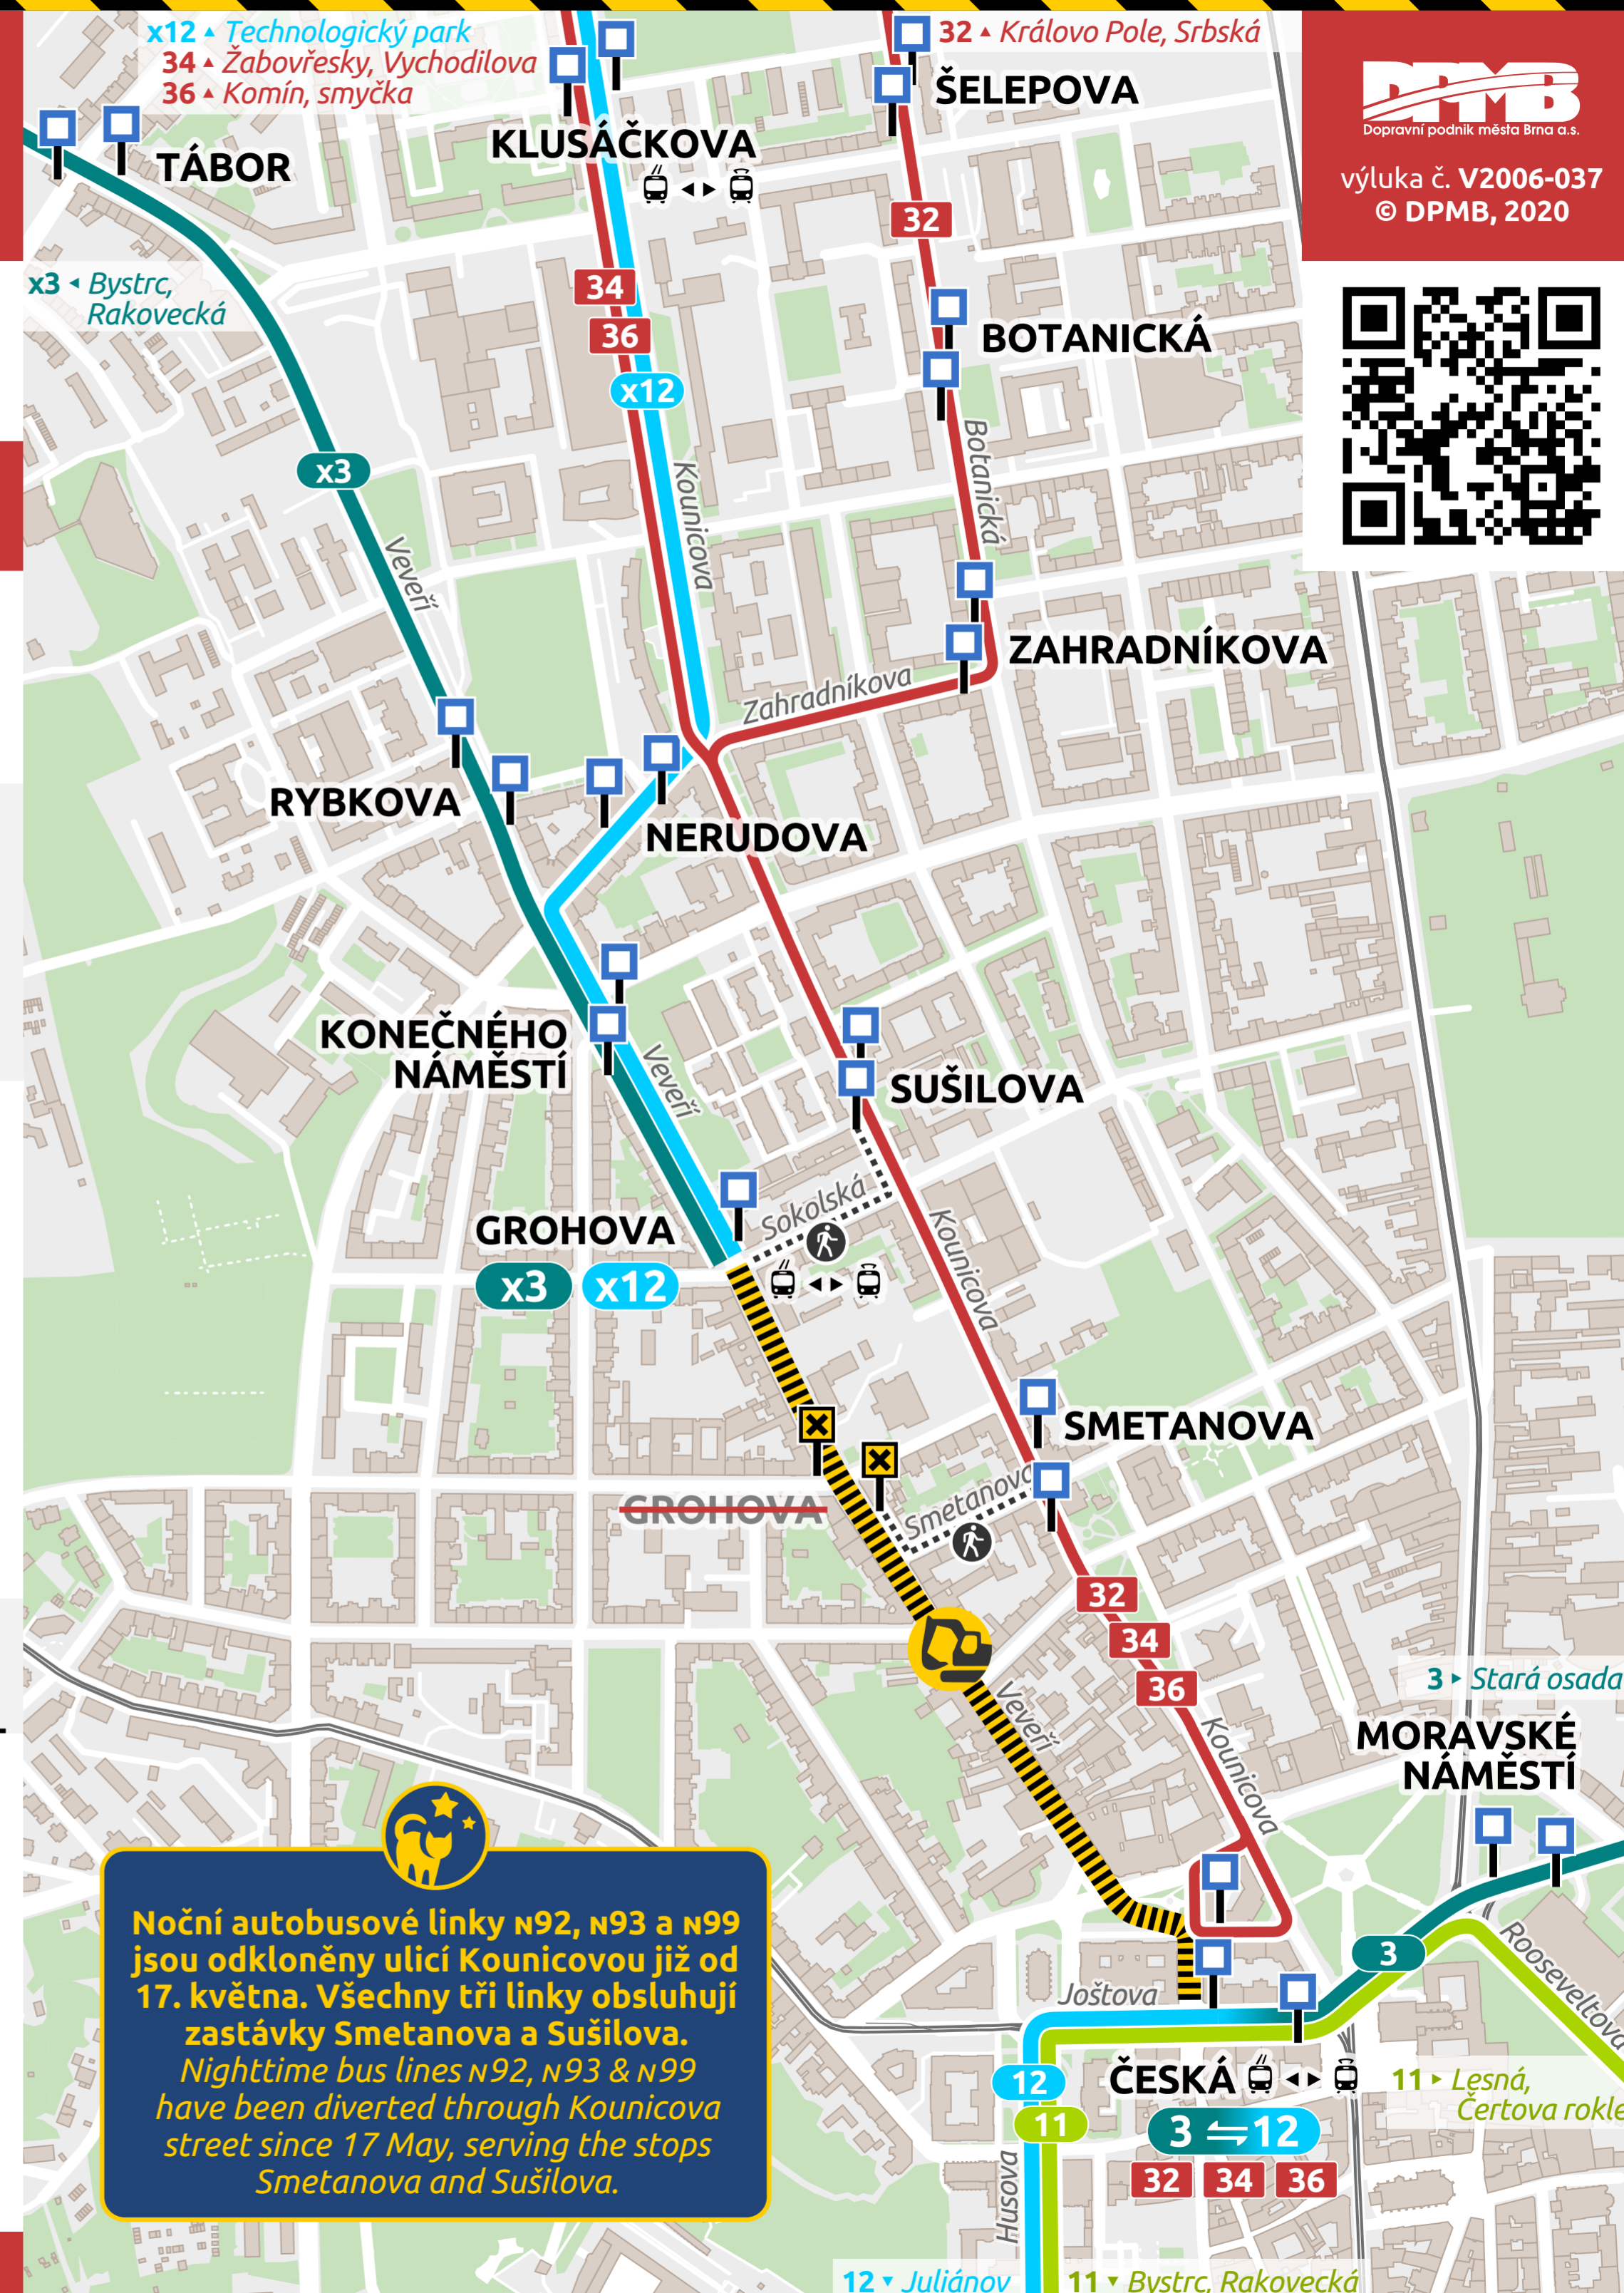 x12 ▴ Technologický park
34 ▴ Žabovřesky, Vychodilova
36 ▴ Komín, smyčka
32 ▴ Královo Pole, Srbská
DPMB
Dopravní podnik města Brna a.s.
výluka č. V2006-037
© DPMB, 2020
ŠELEPOVA
KLUSÁČKOVA
TÁBOR
32
x3 ◂ Bystrc,
Rakovecká
34
36
x12
BOTANICKÁ
Botanická
x3
Kounicova
Veveří
ZAHRADNÍKOVA
Zahradníkova
RYBKOVA
NERUDOVA
KONEČNÉHO
NÁMĚSTÍ
Veveří
SUŠILOVA
Sokolská
GROHOVA
x3 x12
Kounicova
SMETANOVA
Smetanova
GROHOVA
32
34
36
3 ▸ Stará osada
Veveří
Kounicova
MORAVSKÉ
NÁMĚSTÍ
Noční autobusové linky N92, N93 a N99
jsou odkloněny ulicí Kounicovou již od
17. května. Všechny tři linky obsluhují
zastávky Smetanova a Sušilova.
Nighttime bus lines N92, N93 & N99
have been diverted through Kounicova
street since 17 May, serving the stops
Smetanova and Sušilova.
3
Rooseveltova
Joštova
ČESKÁ
12
11
3 ⇋ 12
32 34 36
11 ▸ Lesná,
Čertova rokle
Husova
12 ▾ Juliánov
11 ▾ Bystrc, Rakovecká